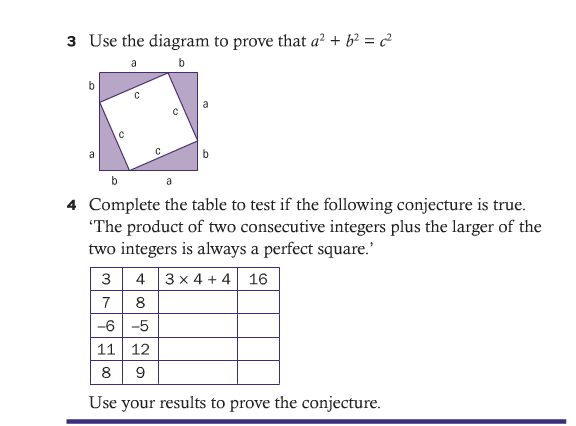 3 Use the diagram to prove that a² + b² = c²
a b
b
c
a
c
c
c
a b
b a
4 Complete the table to test if the following conjecture is true.
‘The product of two consecutive integers plus the larger of the
two integers is always a perfect square.’
3 4 3 × 4 + 4 16
7 8
–6 –5
11 12
8 9
Use your results to prove the conjecture.